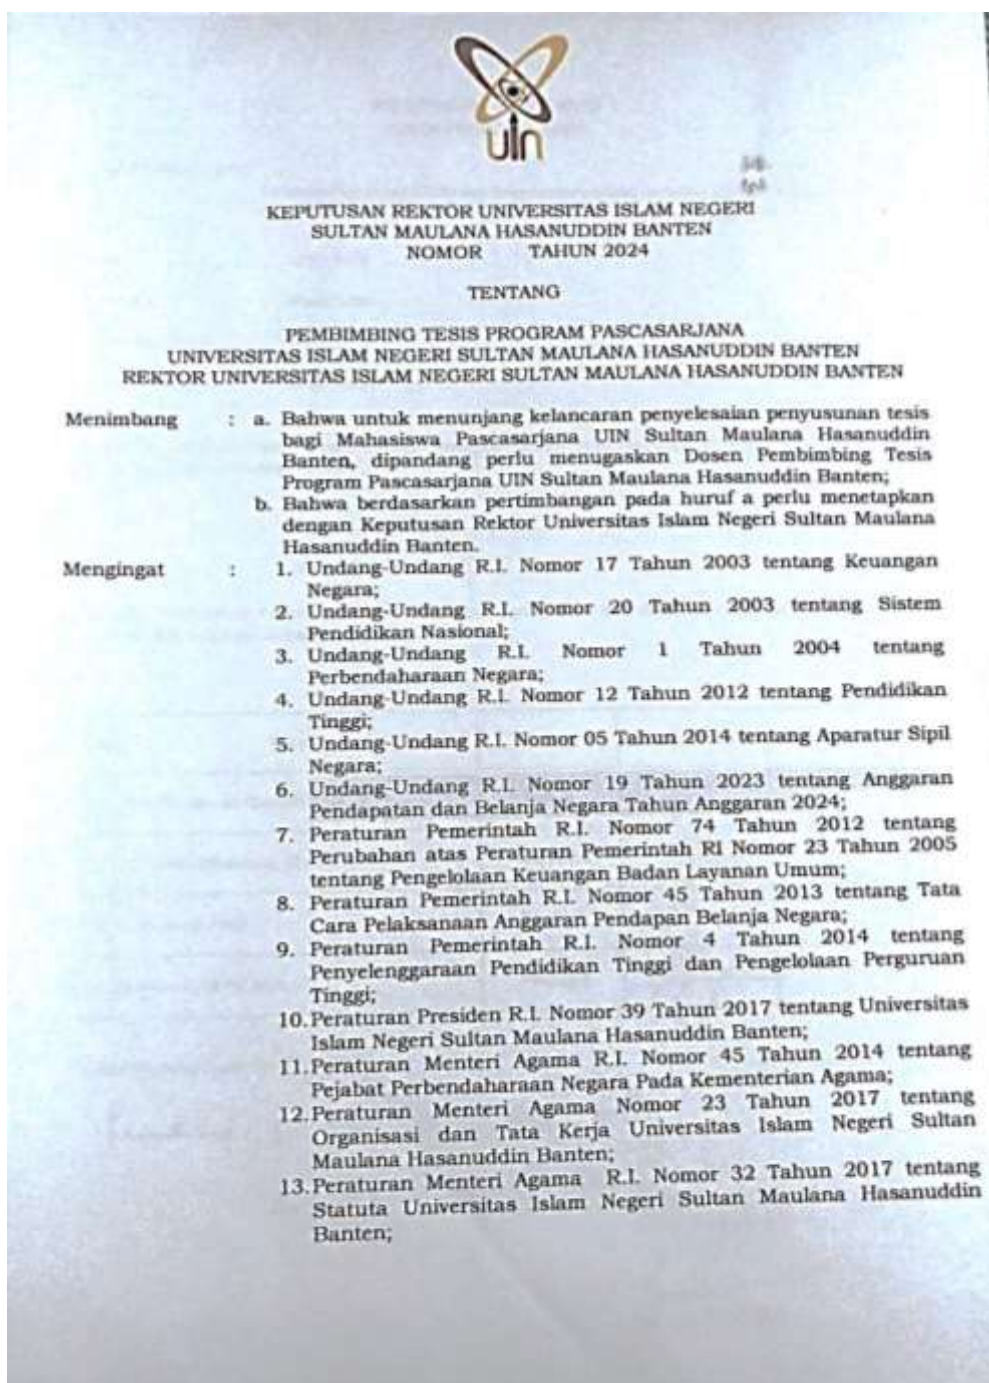 uin
KEPUTUSAN REKTOR UNIVERSITAS ISLAM NEGERI
SULTAN MAULANA HASANUDDIN BANTEN
NOMOR TAHUN 2024
TENTANG
PEMBIMBING TESIS PROGRAM PASCASARJANA
UNIVERSITAS ISLAM NEGERI SULTAN MAULANA HASANUDDIN BANTEN
REKTOR UNIVERSITAS ISLAM NEGERI SULTAN MAULANA HASANUDDIN BANTEN
Menimbang : a. Bahwa untuk menunjang kelancaran penyelesaian penyusunan tesis
bagi Mahasiswa Pascasarjana UIN Sultan Maulana Hasanuddin
Banten, dipandang perlu menugaskan Dosen Pembimbing Tesis
Program Pascasarjana UIN Sultan Maulana Hasanuddin Banten;
b. Bahwa berdasarkan pertimbangan pada huruf a perlu menetapkan
dengan Keputusan Rektor Universitas Islam Negeri Sultan Maulana
Hasanuddin Banten.
Mengingat : 1. Undang-Undang R.I. Nomor 17 Tahun 2003 tentang Keuangan
Negara;
2. Undang-Undang R.I. Nomor 20 Tahun 2003 tentang Sistem
Pendidikan Nasional;
3. Undang-Undang R.I. Nomor 1 Tahun 2004 tentang
Perbendaharaan Negara;
4. Undang-Undang R.I. Nomor 12 Tahun 2012 tentang Pendidikan
Tinggi;
5. Undang-Undang R.I. Nomor 05 Tahun 2014 tentang Aparatur Sipil
Negara;
6. Undang-Undang R.I. Nomor 19 Tahun 2023 tentang Anggaran
Pendapatan dan Belanja Negara Tahun Anggaran 2024;
7. Peraturan Pemerintah R.I. Nomor 74 Tahun 2012 tentang
Perubahan atas Peraturan Pemerintah RI Nomor 23 Tahun 2005
tentang Pengelolaan Keuangan Badan Layanan Umum;
8. Peraturan Pemerintah R.I. Nomor 45 Tahun 2013 tentang Tata
Cara Pelaksanaan Anggaran Pendapan Belanja Negara;
9. Peraturan Pemerintah R.I. Nomor 4 Tahun 2014 tentang
Penyelenggaraan Pendidikan Tinggi dan Pengelolaan Perguruan
Tinggi;
10. Peraturan Presiden R.I. Nomor 39 Tahun 2017 tentang Universitas
Islam Negeri Sultan Maulana Hasanuddin Banten;
11. Peraturan Menteri Agama R.I. Nomor 45 Tahun 2014 tentang
Pejabat Perbendaharaan Negara Pada Kementerian Agama;
12. Peraturan Menteri Agama Nomor 23 Tahun 2017 tentang
Organisasi dan Tata Kerja Universitas Islam Negeri Sultan
Maulana Hasanuddin Banten;
13. Peraturan Menteri Agama R.I. Nomor 32 Tahun 2017 tentang
Statuta Universitas Islam Negeri Sultan Maulana Hasanuddin
Banten;